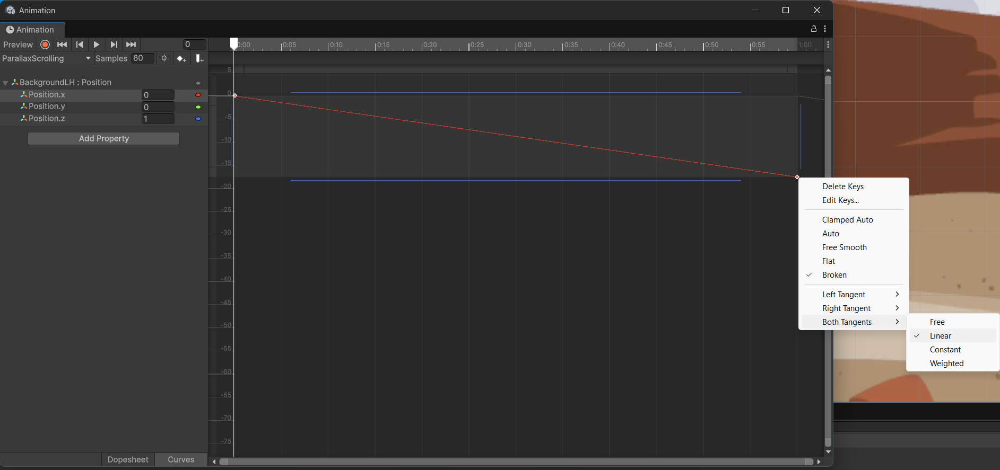 Animation
Animation
Preview
0
0:00 0:05 0:10 0:15 0:20 0:25 0:30 0:35 0:40 0:45 0:50 0:55 1:00
ParallaxScrolling
Samples 60
BackgroundLH : Position
Position.x 0
Position.y 0
Position.z 1
Add Property
5
0
-5
-10
-15
-20
-25
-30
-35
-40
-45
-50
-55
-60
-65
-70
-75
Delete Keys
Edit Keys...
Clamped Auto
Auto
Free Smooth
Flat
Broken
Left Tangent
Right Tangent
Both Tangents
Free
Linear
Constant
Weighted
Dopesheet
Curves